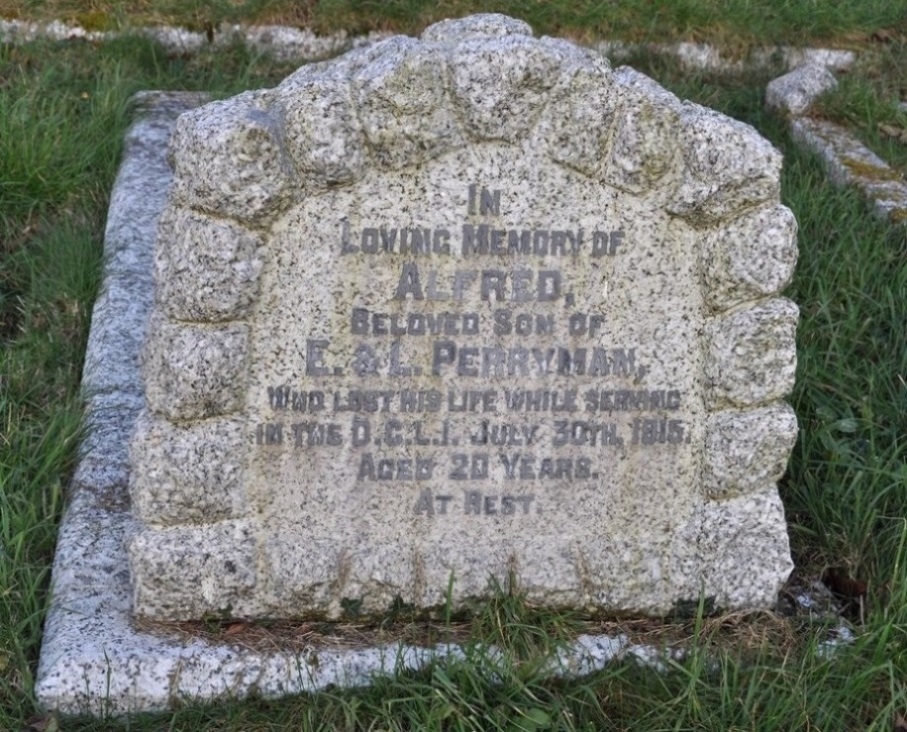 IN
LOVING MEMORY OF
ALFRED,
BELOVED SON OF
E. & L. PERRYMAN,
WHO LOST HIS LIFE WHILE SERVING
IN THE D.C.L.I. JULY 30TH, 1915.
AGED 20 YEARS.
AT REST.